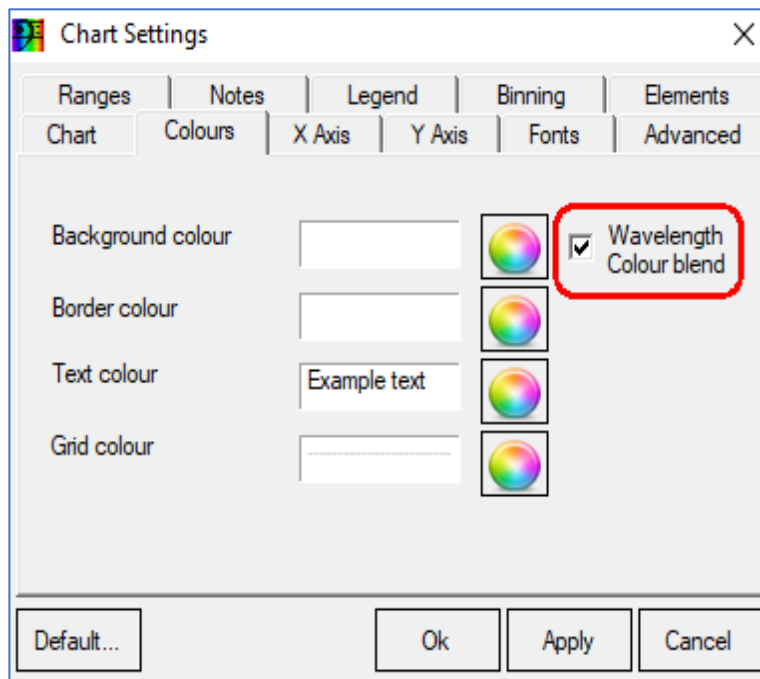 Chart Settings
Ranges Notes Legend Binning Elements
Chart Colours X Axis Y Axis Fonts Advanced
Background colour
Wavelength
Colour blend
Border colour
Text colour Example text
Grid colour
Default... Ok Apply Cancel